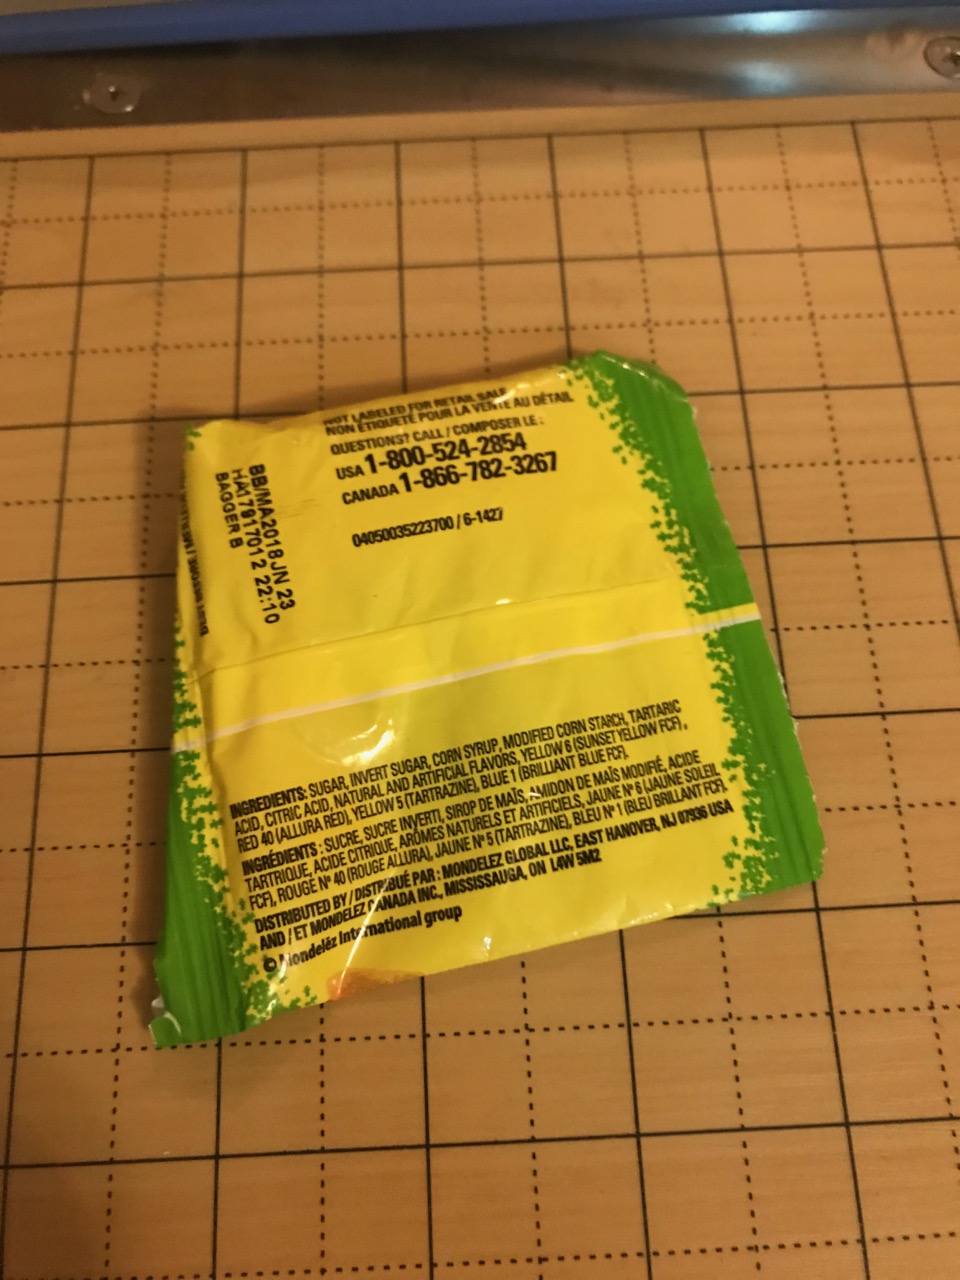 NOT LABELED FOR RETAIL SALE
NON ÉTIQUETÉ POUR LA VENTE AU DÉTAIL
QUESTIONS? CALL / COMPOSER LE :
USA 1-800-524-2854
CANADA 1-866-782-3267
04050035223700 / 6-1427
BB/MA2018JN 23
HA17917012 22:10
BAGGER B
BEST BEFORE
INGREDIENTS: SUGAR, INVERT SUGAR, CORN SYRUP, MODIFIED CORN STARCH, TARTARIC
ACID, CITRIC ACID, NATURAL AND ARTIFICIAL FLAVORS, YELLOW 6 (SUNSET YELLOW FCF),
RED 40 (ALLURA RED), YELLOW 5 (TARTRAZINE), BLUE 1 (BRILLIANT BLUE FCF).
INGRÉDIENTS : SUCRE, SUCRE INVERTI, SIROP DE MAÏS, AMIDON DE MAÏS MODIFIÉ, ACIDE
TARTRIQUE, ACIDE CITRIQUE, ARÔMES NATURELS ET ARTIFICIELS, JAUNE Nº 6 (JAUNE SOLEIL
FCF), ROUGE Nº 40 (ROUGE ALLURA), JAUNE Nº 5 (TARTRAZINE), BLEU Nº 1 (BLEU BRILLANT FCF).
DISTRIBUTED BY / DISTRIBUÉ PAR : MONDELEZ GLOBAL LLC, EAST HANOVER, NJ 07936 USA
AND / ET MONDELEZ CANADA INC., MISSISSAUGA, ON L4W 5M2
© Mondelēz International group